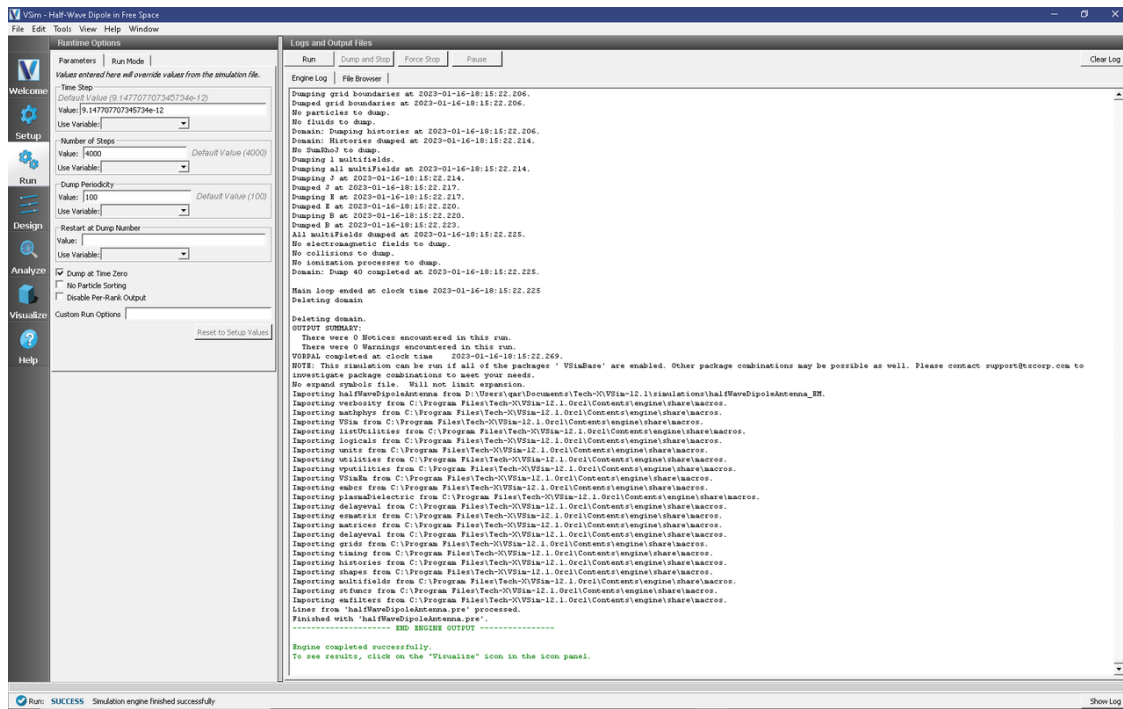 VSim - Half-Wave Dipole in Free Space
File Edit Tools View Help Window
Welcome
Setup
Run
Design
Analyze
Visualize
Help
Runtime Options
Parameters
Run Mode
Values entered here will override values from the simulation file.
Time Step
Default Value (9.147707707345734e-12)
Value: 9.147707707345734e-12
Use Variable:
Number of Steps
Value: 4000 Default Value (4000)
Use Variable:
Dump Periodicity
Value: 100 Default Value (100)
Use Variable:
Restart at Dump Number
Value:
Use Variable:
Dump at Time Zero
No Particle Sorting
Disable Per-Rank Output
Custom Run Options
Reset to Setup Values
Logs and Output Files
Run Dump and Stop Force Stop Pause Clear Log
Engine Log File Browser
Dumping grid boundaries at 2023-01-16-18:15:22.206.
Dumped grid boundaries at 2023-01-16-18:15:22.206.
No particles to dump.
No fluids to dump.
Domain: Dumping histories at 2023-01-16-18:15:22.206.
Domain: Histories dumped at 2023-01-16-18:15:22.214.
No SumRhoJ to dump.
Dumping 1 multifields.
Dumping all multiFields at 2023-01-16-18:15:22.214.
Dumping J at 2023-01-16-18:15:22.214.
Dumped J at 2023-01-16-18:15:22.217.
Dumping E at 2023-01-16-18:15:22.217.
Dumped E at 2023-01-16-18:15:22.220.
Dumping B at 2023-01-16-18:15:22.220.
Dumped B at 2023-01-16-18:15:22.223.
All multiFields dumped at 2023-01-16-18:15:22.225.
No electromagnetic fields to dump.
No collisions to dump.
No ionization processes to dump.
Domain: Dump 40 completed at 2023-01-16-18:15:22.225.
Main loop ended at clock time 2023-01-16-18:15:22.225
Deleting domain
Deleting domain.
OUTPUT SUMMARY:
There were 0 Notices encountered in this run.
There were 0 Warnings encountered in this run.
VORPAL completed at clock time 2023-01-16-18:15:22.269.
NOTE: This simulation can be run if all of the packages ' VSimBase' are enabled. Other package combinations may be possible as well. Please contact support@txcorp.com to
investigate package combinations to meet your needs.
No expand symbols file. Will not limit expansion.
Importing halfWaveDipoleAntenna from D:\Users\qar\Documents\Tech-X\VSim-12.1\simulations\halfWaveDipoleAntenna_EM.
Importing verbosity from C:\Program Files\Tech-X\VSim-12.1.0rc1\Contents\engine\share\macros.
Importing mathphys from C:\Program Files\Tech-X\VSim-12.1.0rc1\Contents\engine\share\macros.
Importing VSim from C:\Program Files\Tech-X\VSim-12.1.0rc1\Contents\engine\share\macros.
Importing listUtilities from C:\Program Files\Tech-X\VSim-12.1.0rc1\Contents\engine\share\macros.
Importing logicals from C:\Program Files\Tech-X\VSim-12.1.0rc1\Contents\engine\share\macros.
Importing units from C:\Program Files\Tech-X\VSim-12.1.0rc1\Contents\engine\share\macros.
Importing utilities from C:\Program Files\Tech-X\VSim-12.1.0rc1\Contents\engine\share\macros.
Importing vputilities from C:\Program Files\Tech-X\VSim-12.1.0rc1\Contents\engine\share\macros.
Importing VSimEm from C:\Program Files\Tech-X\VSim-12.1.0rc1\Contents\engine\share\macros.
Importing embcs from C:\Program Files\Tech-X\VSim-12.1.0rc1\Contents\engine\share\macros.
Importing plasmaDielectric from C:\Program Files\Tech-X\VSim-12.1.0rc1\Contents\engine\share\macros.
Importing delayeval from C:\Program Files\Tech-X\VSim-12.1.0rc1\Contents\engine\share\macros.
Importing esmatrix from C:\Program Files\Tech-X\VSim-12.1.0rc1\Contents\engine\share\macros.
Importing matrices from C:\Program Files\Tech-X\VSim-12.1.0rc1\Contents\engine\share\macros.
Importing delayeval from C:\Program Files\Tech-X\VSim-12.1.0rc1\Contents\engine\share\macros.
Importing grids from C:\Program Files\Tech-X\VSim-12.1.0rc1\Contents\engine\share\macros.
Importing timing from C:\Program Files\Tech-X\VSim-12.1.0rc1\Contents\engine\share\macros.
Importing histories from C:\Program Files\Tech-X\VSim-12.1.0rc1\Contents\engine\share\macros.
Importing shapes from C:\Program Files\Tech-X\VSim-12.1.0rc1\Contents\engine\share\macros.
Importing multifields from C:\Program Files\Tech-X\VSim-12.1.0rc1\Contents\engine\share\macros.
Importing stfuncs from C:\Program Files\Tech-X\VSim-12.1.0rc1\Contents\engine\share\macros.
Importing emfilters from C:\Program Files\Tech-X\VSim-12.1.0rc1\Contents\engine\share\macros.
Lines from 'halfWaveDipoleAntenna.pre' processed.
Finished with 'halfWaveDipoleAntenna.pre'.
-------------------- END ENGINE OUTPUT ----------------
Engine completed successfully.
To see results, click on the "Visualize" icon in the icon panel.
Run: SUCCESS Simulation engine finished successfully
Show Log